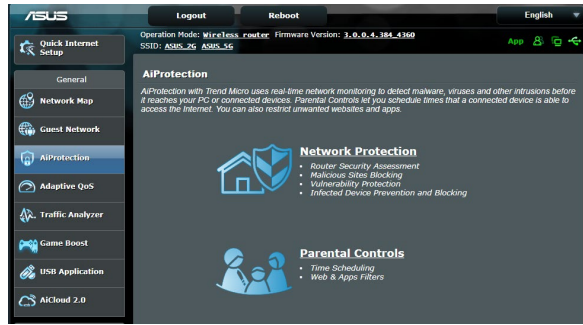 ASUS
Logout
Reboot
English
Quick Internet
Setup
Operation Mode: Wireless router Firmware Version: 3.0.0.4.384_4360
SSID: ASUS_2G ASUS_5G
App
General
Network Map
Guest Network
AiProtection
Adaptive QoS
Traffic Analyzer
Game Boost
USB Application
AiCloud 2.0
AiProtection
AiProtection with Trend Micro uses real-time network monitoring to detect malware, viruses and other intrusions before
it reaches your PC or connected devices. Parental Controls let you schedule times that a connected device is able to
access the Internet. You can also restrict unwanted websites and apps.
Network Protection
• Router Security Assessment
• Malicious Sites Blocking
• Vulnerability Protection
• Infected Device Prevention and Blocking
Parental Controls
• Time Scheduling
• Web & Apps Filters